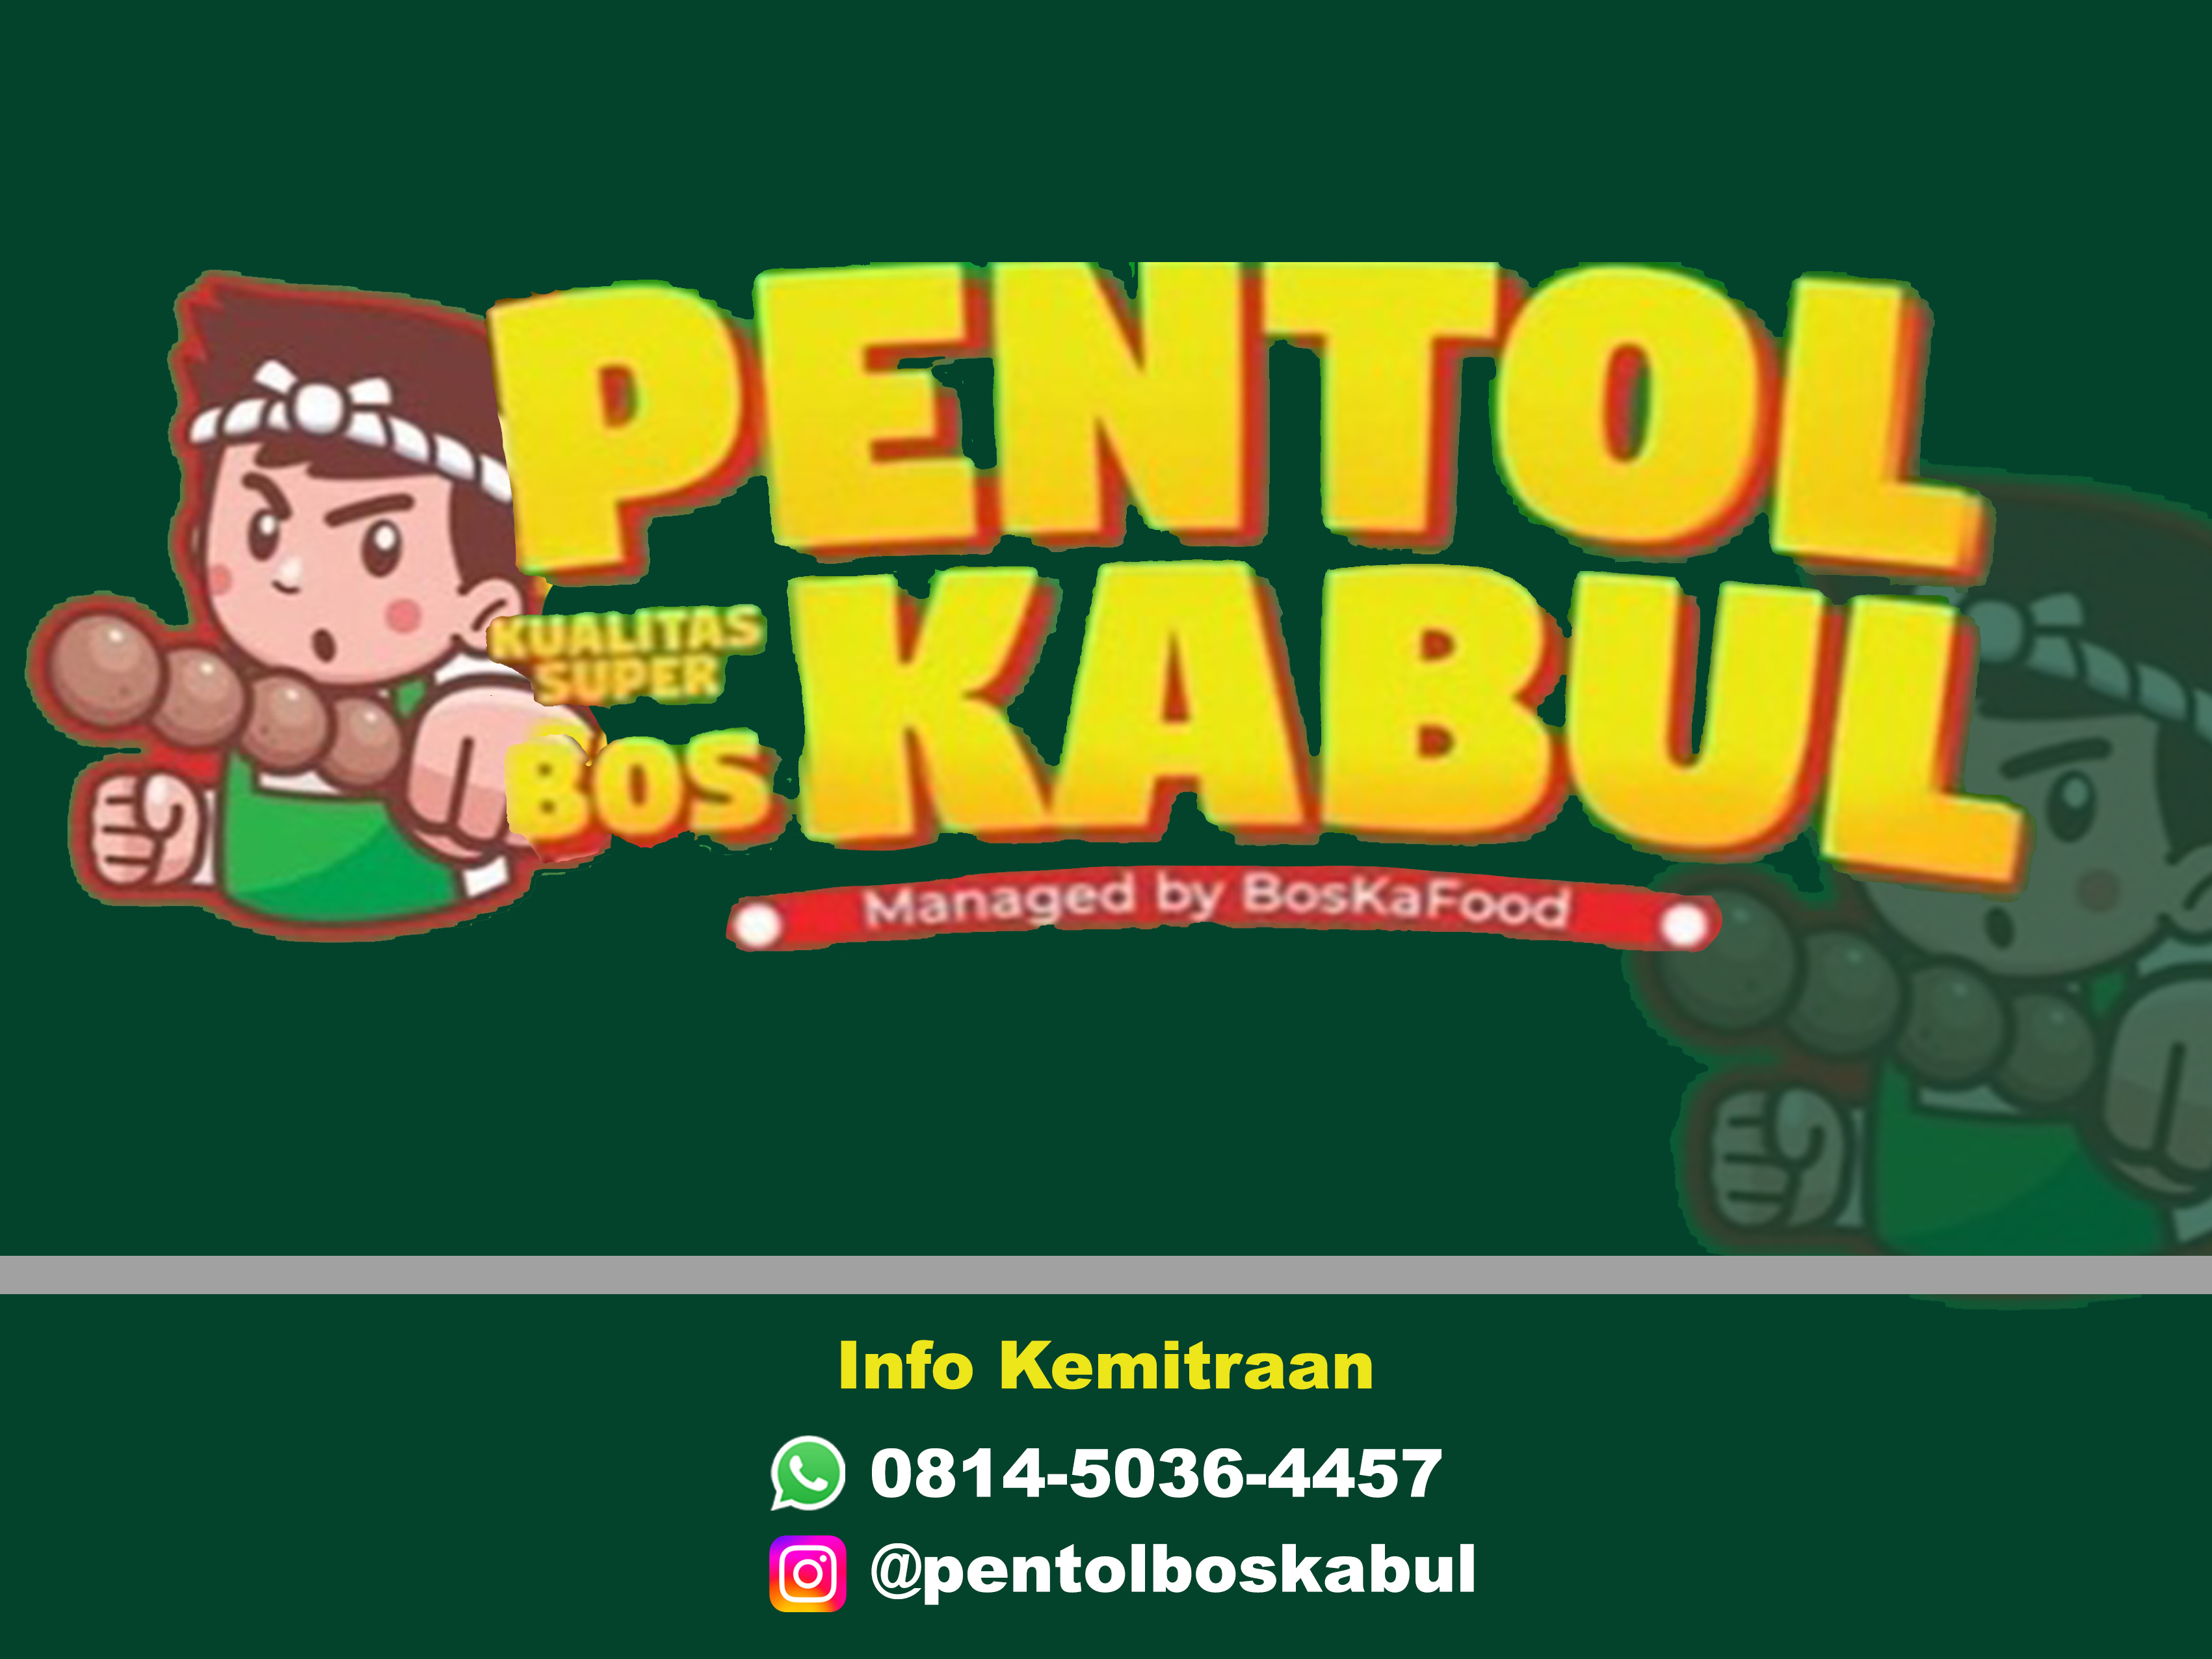 PENTOL
KUALITAS
SUPER
BOS KABUL
Managed by BosKaFood
Info Kemitraan
0814-5036-4457
@pentolboskabul